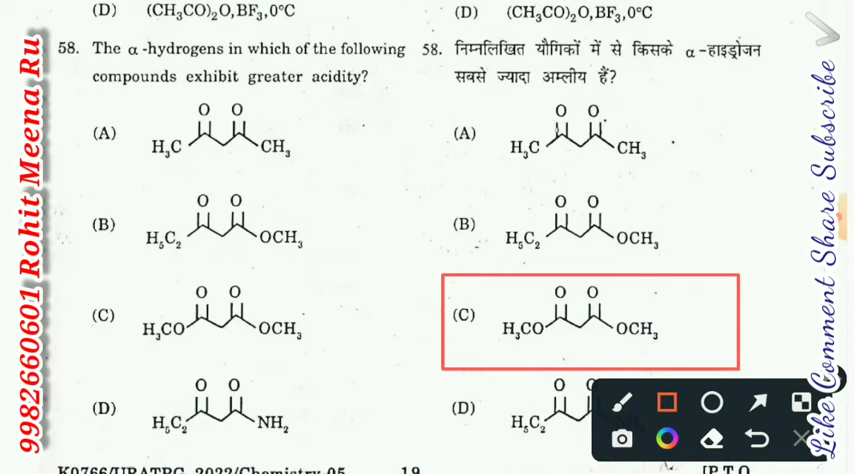 (D) (CH₃CO)₂O, BF₃, 0°C
58. The α-hydrogens in which of the following
compounds exhibit greater acidity?
(A)
O O
H₃C CH₃
(B)
O O
H₅C₂ OCH₃
(C)
O O
H₃CO OCH₃
(D)
O O
H₅C₂ NH₂
(D) (CH₃CO)₂O, BF₃, 0°C
58. निम्नलिखित यौगिकों में से किसके α-हाइड्रोजन
सबसे ज्यादा अम्लीय हैं?
(A)
O O
H₃C CH₃
(B)
O O
H₅C₂ OCH₃
(C)
O O
H₃CO OCH₃
(D)
O
H₅C₂
19
[P.T.O.
9982660601 Rohit Meena Ru
Like Comment Share Subscribe